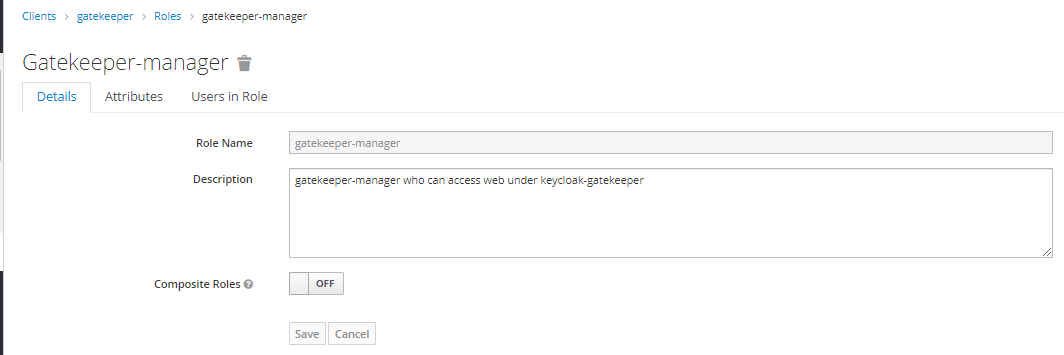 Clients > gatekeeper > Roles > gatekeeper-manager
Gatekeeper-manager
Details Attributes Users in Role
Role Name gatekeeper-manager
Description gatekeeper-manager who can access web under keycloak-gatekeeper
Composite Roles ? OFF
Save Cancel